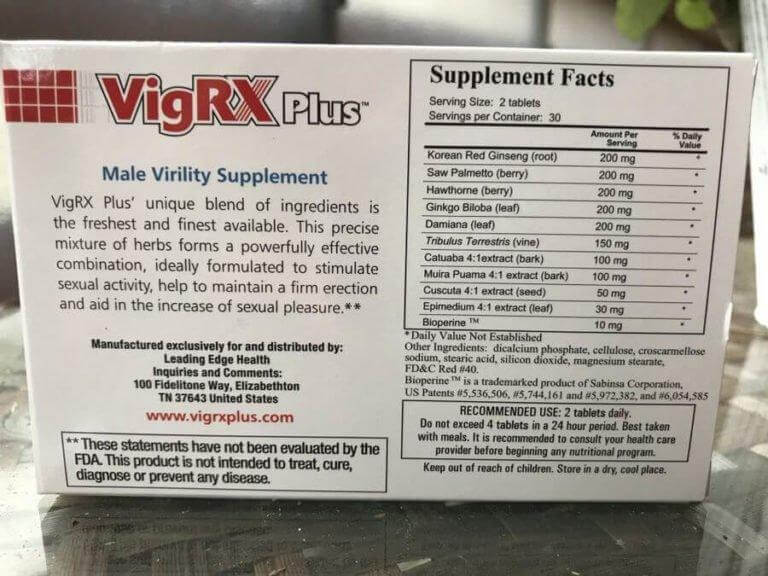 VigRX Plus™
Male Virility Supplement
VigRX Plus' unique blend of ingredients is
the freshest and finest available. This precise
mixture of herbs forms a powerfully effective
combination, ideally formulated to stimulate
sexual activity, help to maintain a firm erection
and aid in the increase of sexual pleasure.**
Manufactured exclusively for and distributed by:
Leading Edge Health
Inquiries and Comments:
100 Fidelitone Way, Elizabethton
TN 37643 United States
www.vigrxplus.com
** These statements have not been evaluated by the
FDA. This product is not intended to treat, cure,
diagnose or prevent any disease.
Supplement Facts
Serving Size: 2 tablets
Servings per Container: 30
Amount Per Serving % Daily Value
Korean Red Ginseng (root) 200 mg *
Saw Palmetto (berry) 200 mg *
Hawthorne (berry) 200 mg *
Ginkgo Biloba (leaf) 200 mg *
Damiana (leaf) 200 mg *
Tribulus Terrestris (vine) 150 mg *
Catuaba 4:1extract (bark) 100 mg *
Muira Puama 4:1 extract (bark) 100 mg *
Cuscuta 4:1 extract (seed) 50 mg *
Epimedium 4:1 extract (leaf) 30 mg *
Bioperine ™ 10 mg *
*Daily Value Not Established
Other Ingredients: dicalcium phosphate, cellulose, croscarmellose
sodium, stearic acid, silicon dioxide, magnesium stearate,
FD&C Red #40.
Bioperine ™ is a trademarked product of Sabinsa Corporation,
US Patents #5,536,506, #5,744,161 and #5,972,382, and #6,054,585
RECOMMENDED USE: 2 tablets daily.
Do not exceed 4 tablets in a 24 hour period. Best taken
with meals. It is recommended to consult your health care
provider before beginning any nutritional program.
Keep out of reach of children. Store in a dry, cool place.